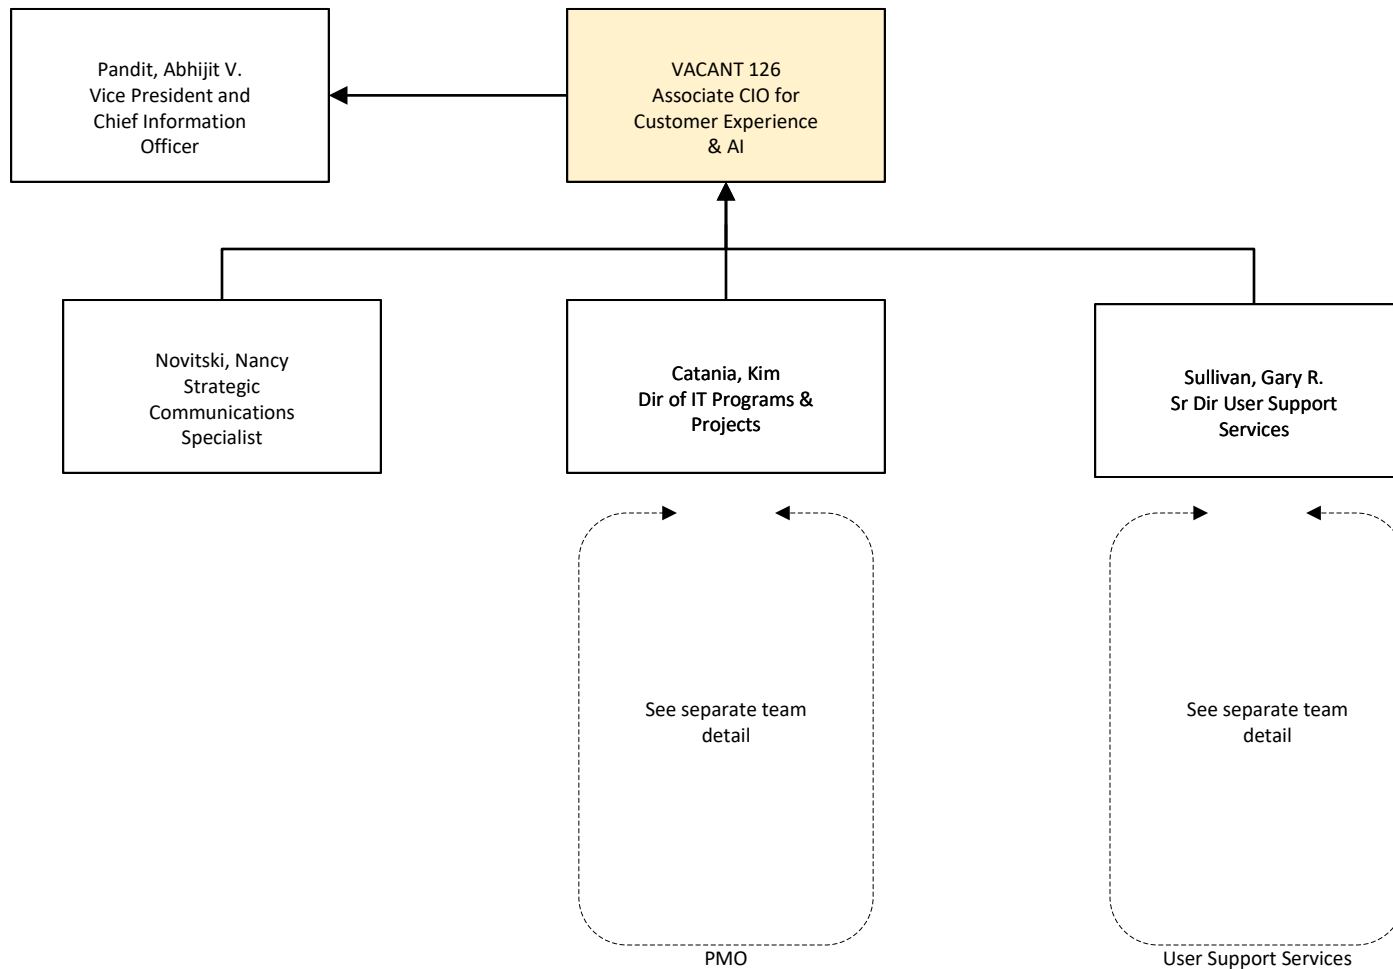 Pandit, Abhijit V.
Vice President and
Chief Information
Officer
VACANT 126
Associate CIO for
Customer Experience
& AI
Novitski, Nancy
Strategic
Communications
Specialist
Catania, Kim
Dir of IT Programs &
Projects
Sullivan, Gary R.
Sr Dir User Support
Services
See separate team
detail
See separate team
detail
PMO
User Support Services